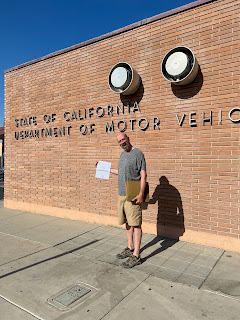 STATE OF CALIFORNIA
DEPARTMENT OF MOTOR VEHIC